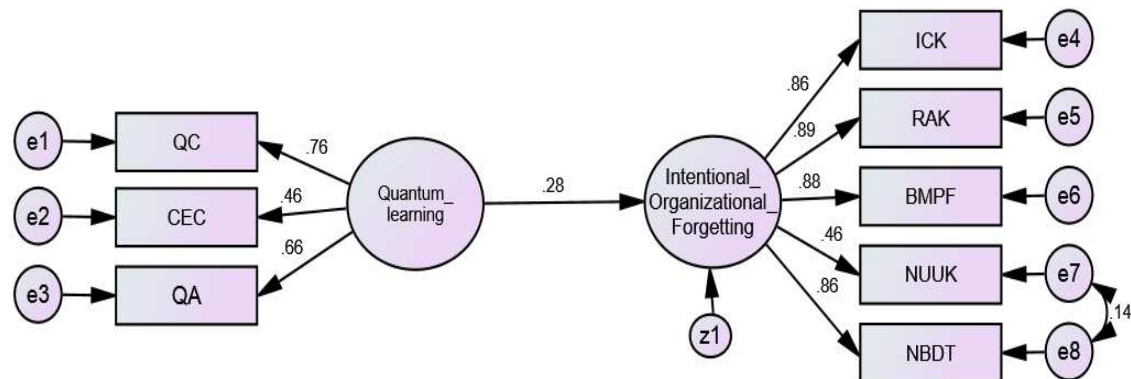 e1
QC
.76
e2
CEC
.46
e3
QA
.66
Quantum_
learning
.28
Intentional_
Organizational_
Forgetting
z1
.86
ICK
e4
.89
RAK
e5
.88
BMPF
e6
.46
NUUK
e7
.86
NBDT
e8
.14